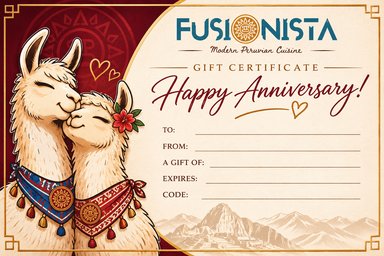 FUSIONISTA
Modern Peruvian Cuisine
GIFT CERTIFICATE
Happy Anniversary!
TO:
FROM:
A GIFT OF:
EXPIRES:
CODE: